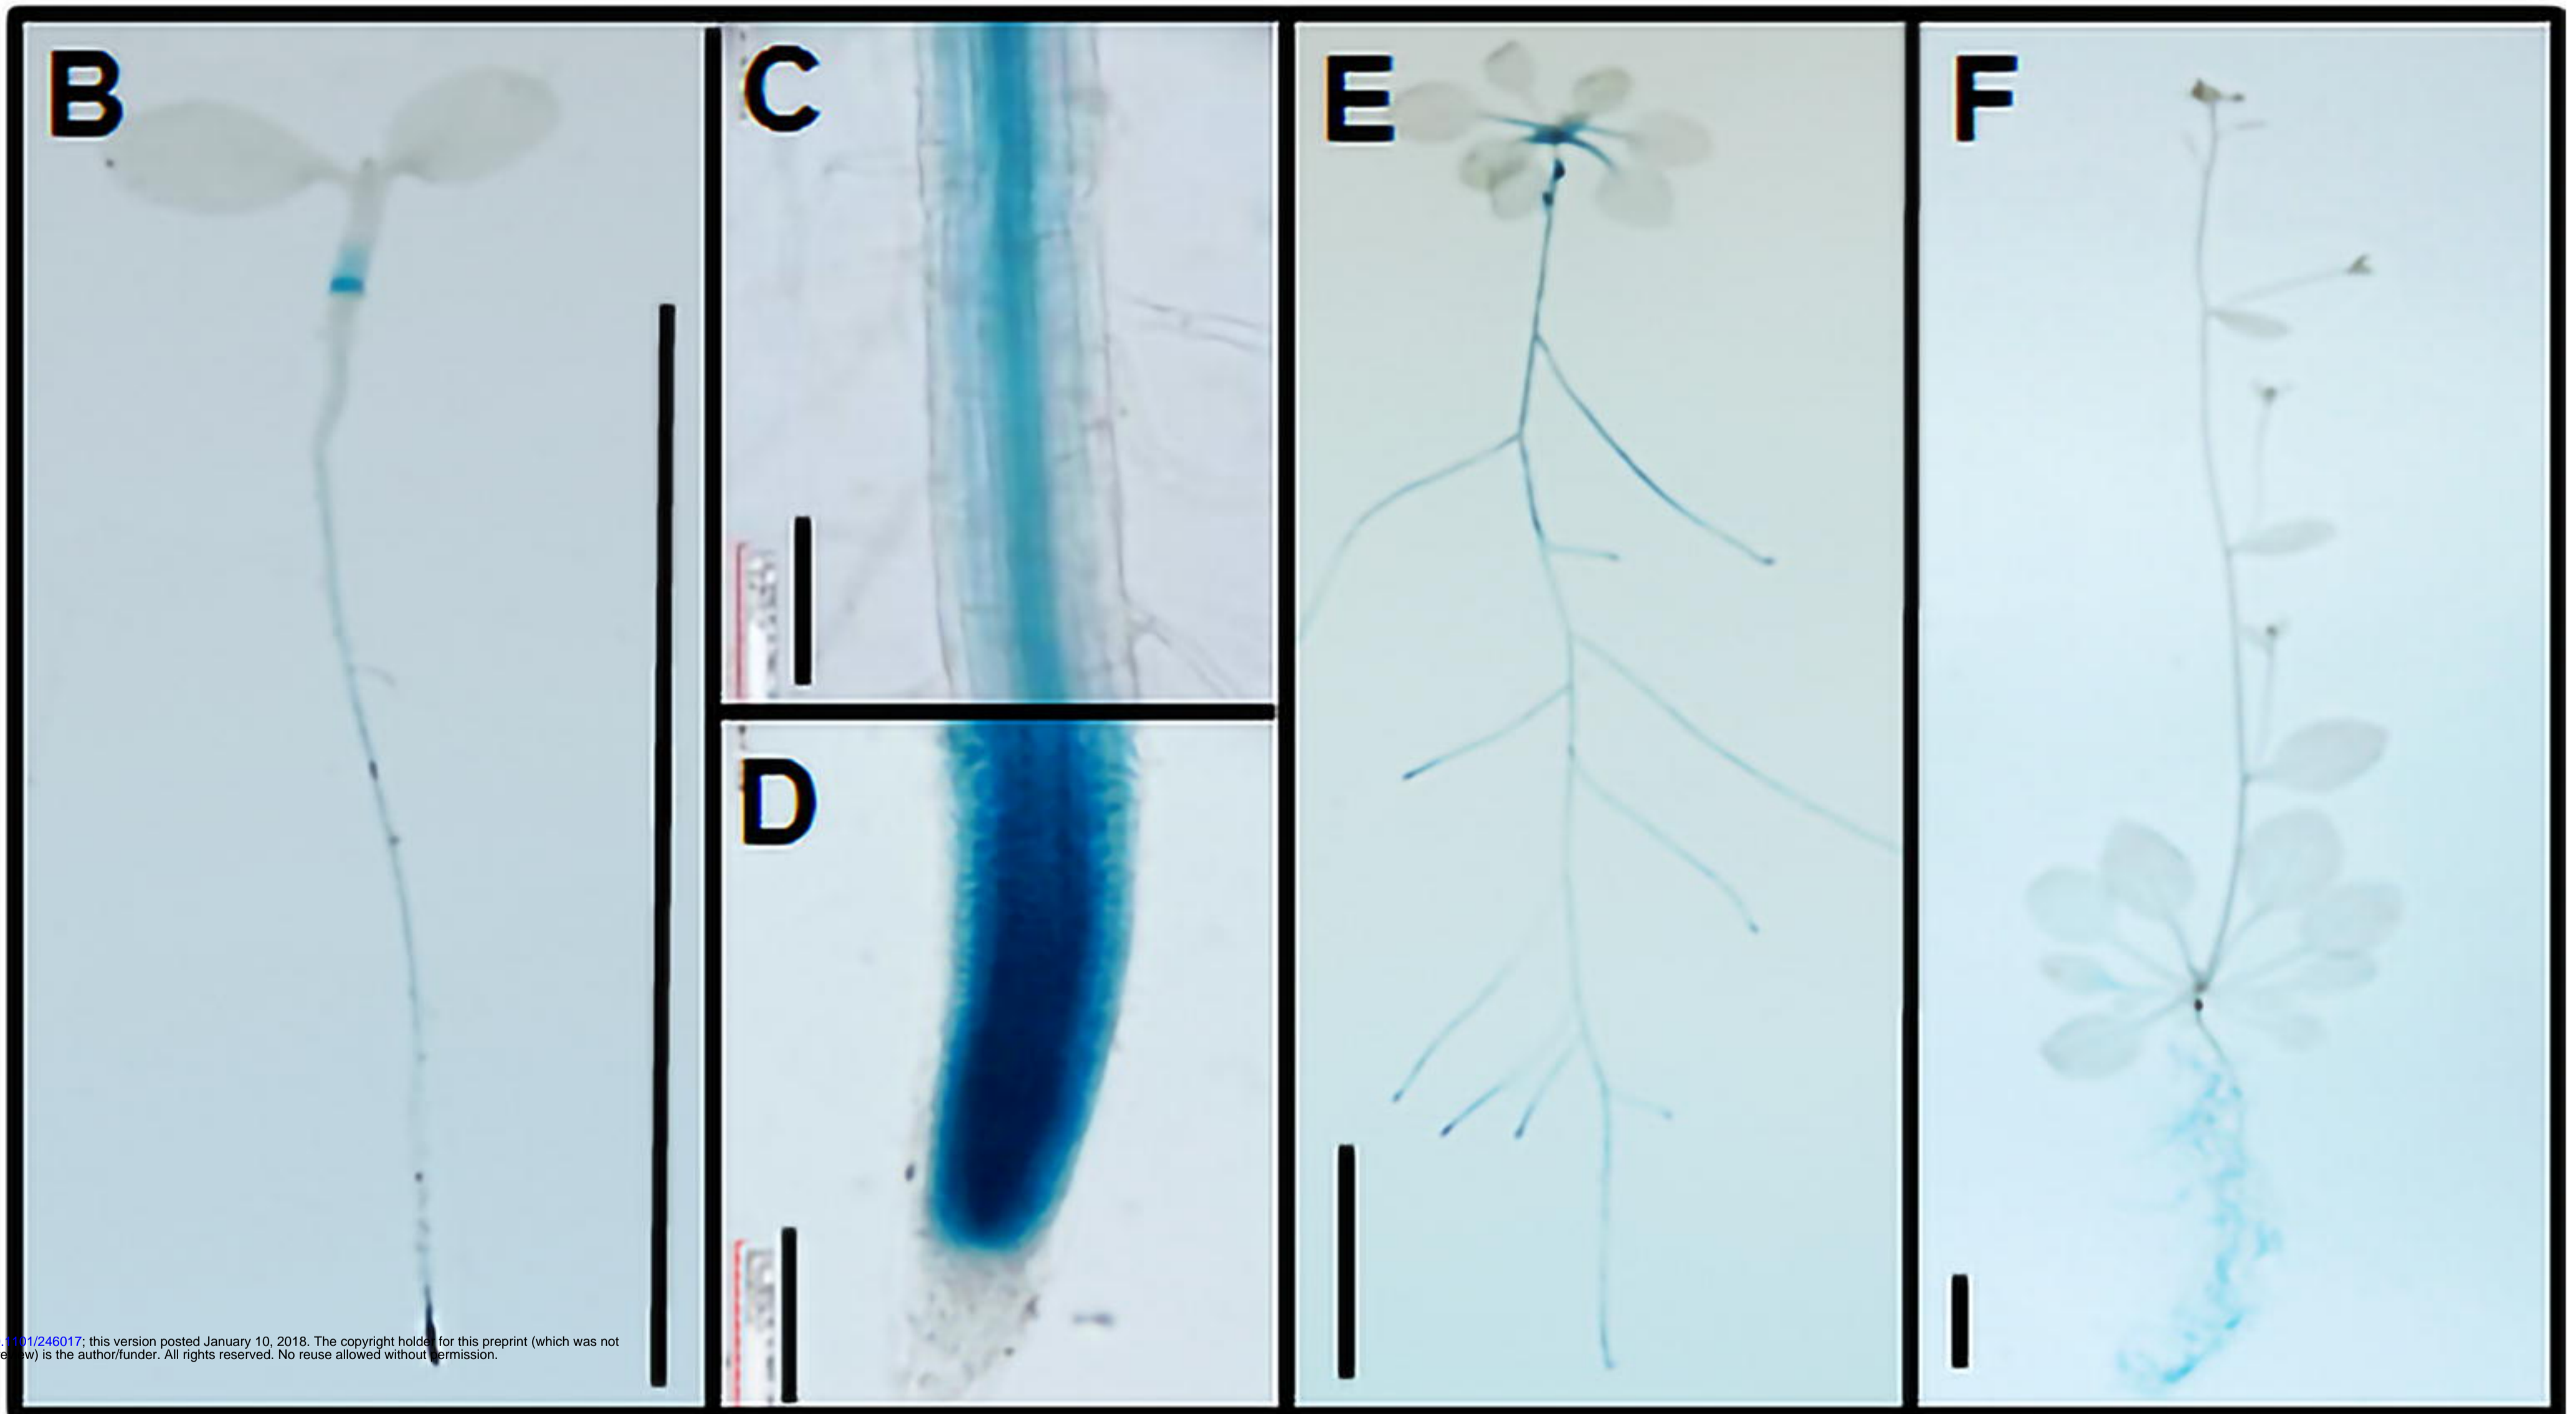 B
C
D
E
F
.1101/246017; this version posted January 10, 2018. The copyright holder for this preprint (which was not
ew) is the author/funder. All rights reserved. No reuse allowed without permission.